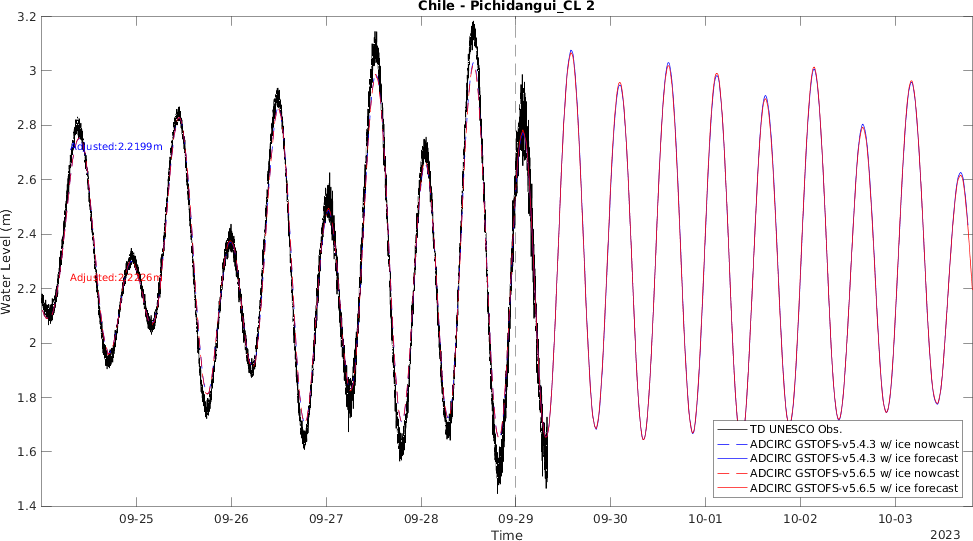 Chile - Pichidangui_CL 2
3.2
3
2.8
2.6
2.4
2.2
2
1.8
1.6
1.4
Water Level (m)
Adjusted:2.2199m
Adjusted:2.2226m
TD UNESCO Obs.
ADCIRC GSTOFS-v5.4.3 w/ ice nowcast
ADCIRC GSTOFS-v5.4.3 w/ ice forecast
ADCIRC GSTOFS-v5.6.5 w/ ice nowcast
ADCIRC GSTOFS-v5.6.5 w/ ice forecast
09-25 09-26 09-27 09-28 09-29 09-30 10-01 10-02 10-03
Time
2023